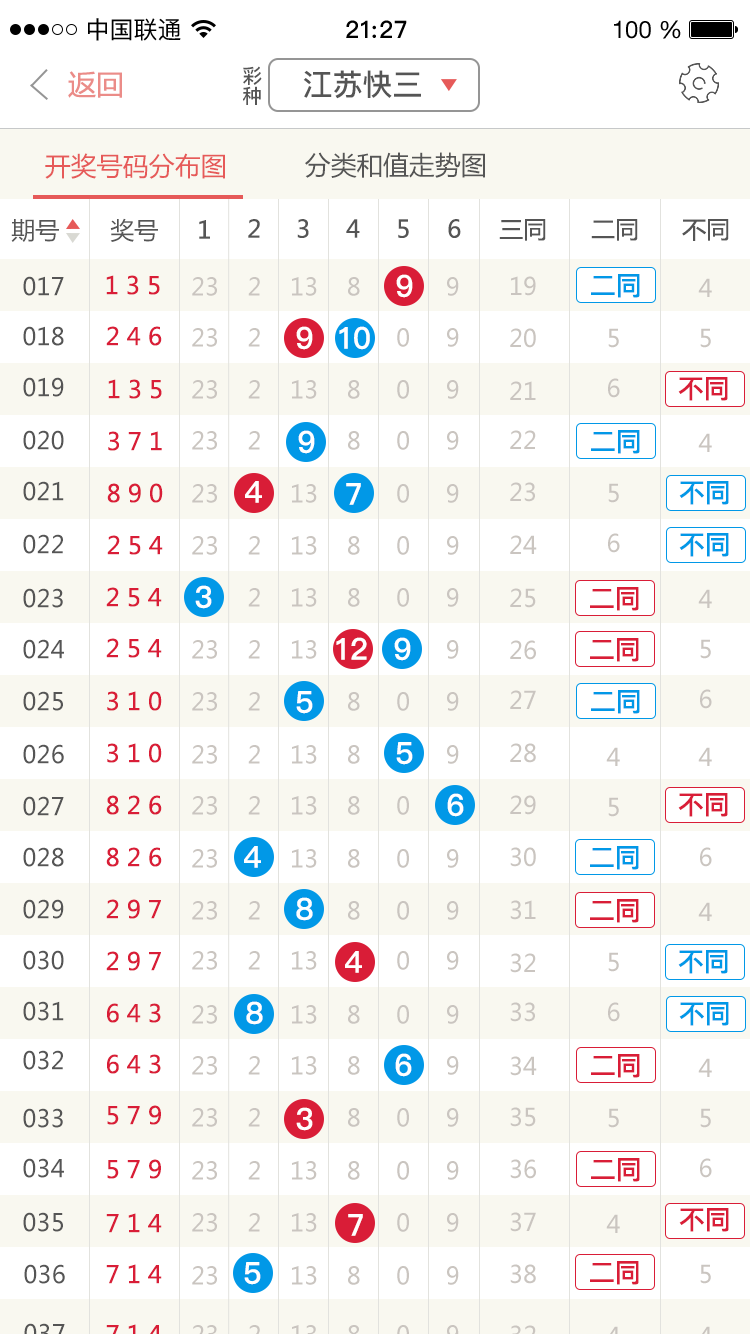 中国联通 21:27 100 %
返回 彩种 江苏快三
开奖号码分布图 分类和值走势图
期号 奖号 1 2 3 4 5 6 三同 二同 不同
017 1 3 5 23 2 13 8 9 9 19 二同 4
018 2 4 6 23 2 9 10 0 9 20 5 5
019 1 3 5 23 2 13 8 0 9 21 6 不同
020 3 7 1 23 2 9 8 0 9 22 二同 4
021 8 9 0 23 4 13 7 0 9 23 5 不同
022 2 5 4 23 2 13 8 0 9 24 6 不同
023 2 5 4 3 2 13 8 0 9 25 二同 4
024 2 5 4 23 2 13 12 9 9 26 二同 5
025 3 1 0 23 2 5 8 0 9 27 二同 6
026 3 1 0 23 2 13 8 5 9 28 4 4
027 8 2 6 23 2 13 8 0 6 29 5 不同
028 8 2 6 23 4 13 8 0 9 30 二同 6
029 2 9 7 23 2 8 8 0 9 31 二同 4
030 2 9 7 23 2 13 4 0 9 32 5 不同
031 6 4 3 23 8 13 8 0 9 33 6 不同
032 6 4 3 23 2 13 8 6 9 34 二同 4
033 5 7 9 23 2 3 8 0 9 35 5 5
034 5 7 9 23 2 13 8 0 9 36 二同 6
035 7 1 4 23 2 13 7 0 9 37 4 不同
036 7 1 4 23 5 13 8 0 9 38 二同 5
037 7 1 4 23 2 13 8 0 9 32 4 4